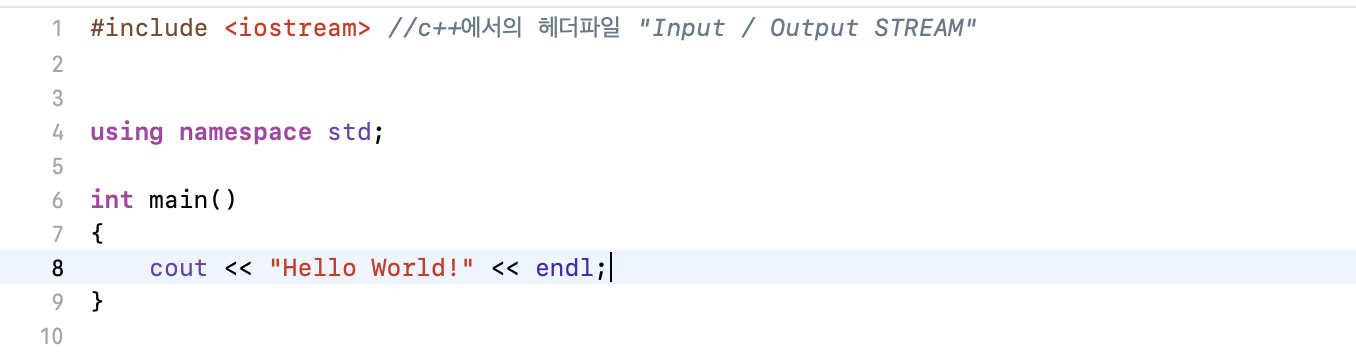 1 #include <iostream> //c++에서의 헤더파일 "Input / Output STREAM"
2
3
4 using namespace std;
5
6 int main()
7 {
8     cout << "Hello World!" << endl;
9 }
10